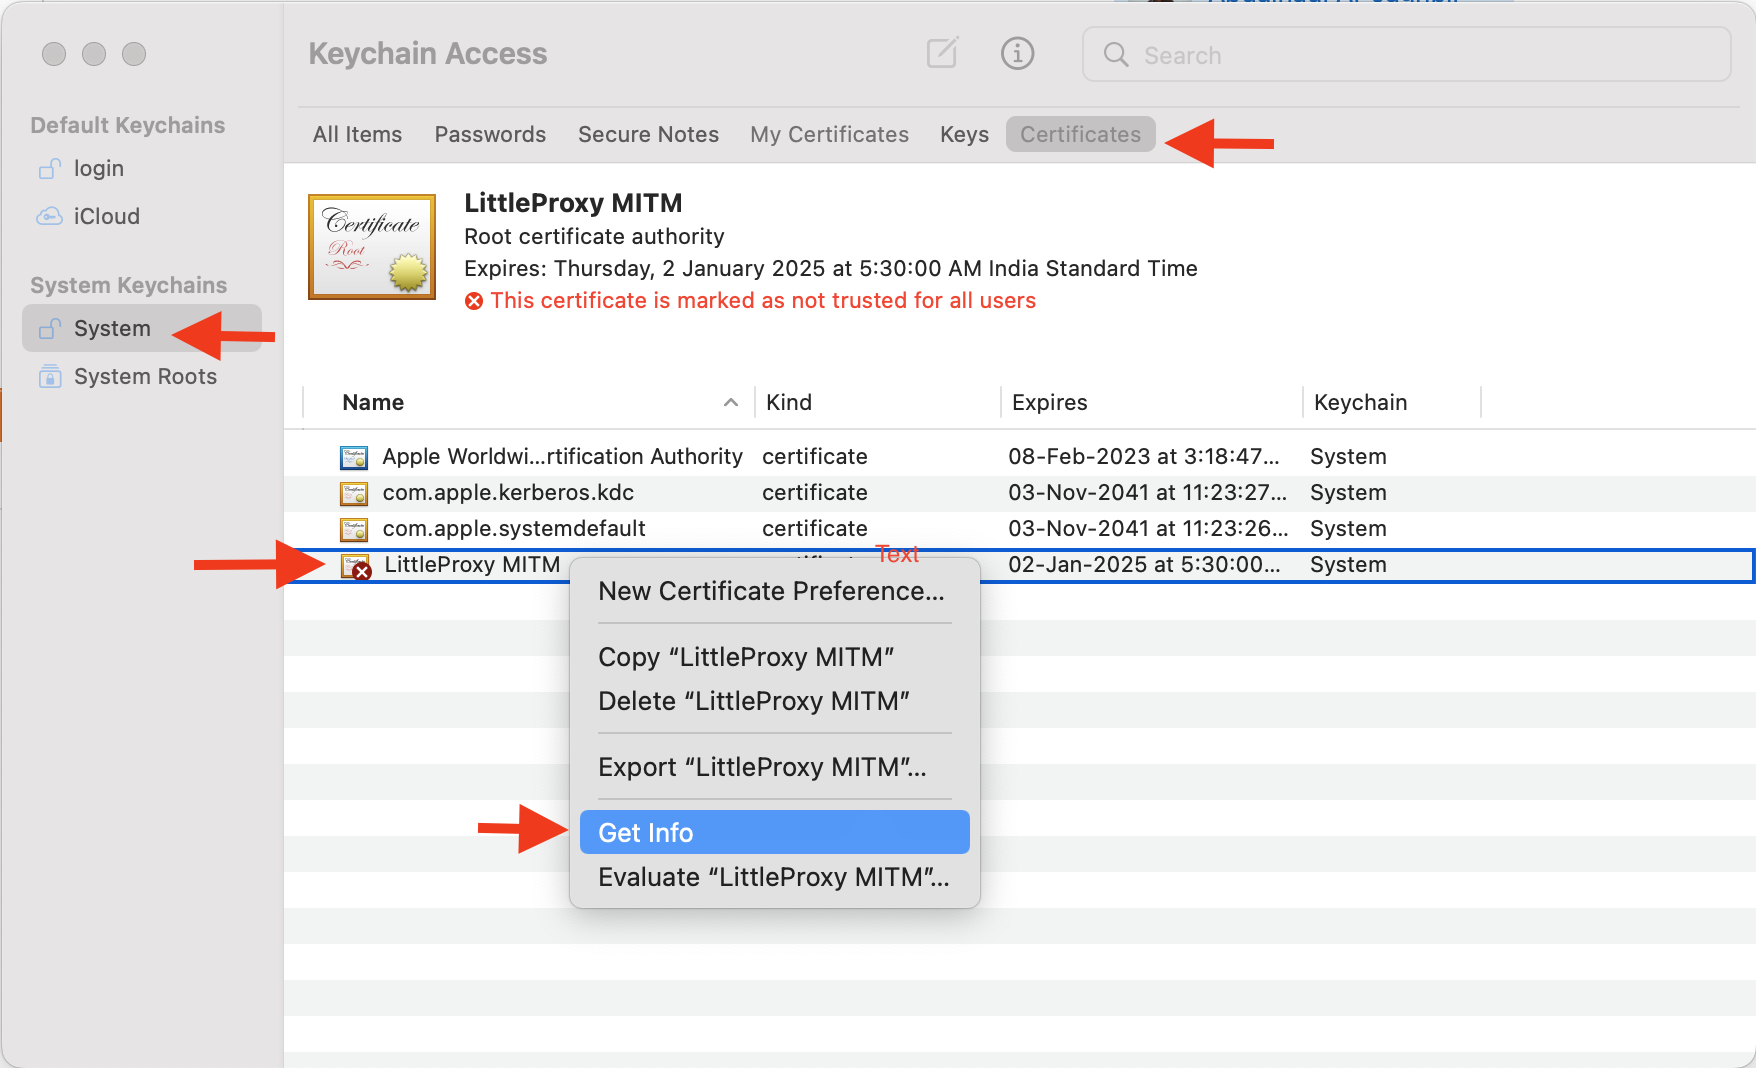 Keychain Access
Search
Default Keychains
login
iCloud
System Keychains
System
System Roots
All Items Passwords Secure Notes My Certificates Keys Certificates
Certificate
Root
LittleProxy MITM
Root certificate authority
Expires: Thursday, 2 January 2025 at 5:30:00 AM India Standard Time
This certificate is marked as not trusted for all users
Name Kind Expires Keychain
Apple Worldwi...rtification Authority certificate 08-Feb-2023 at 3:18:47... System
com.apple.kerberos.kdc certificate 03-Nov-2041 at 11:23:27... System
com.apple.systemdefault certificate 03-Nov-2041 at 11:23:26... System
Text
LittleProxy MITM 02-Jan-2025 at 5:30:00... System
New Certificate Preference...
Copy “LittleProxy MITM”
Delete “LittleProxy MITM”
Export “LittleProxy MITM”...
Get Info
Evaluate “LittleProxy MITM”...